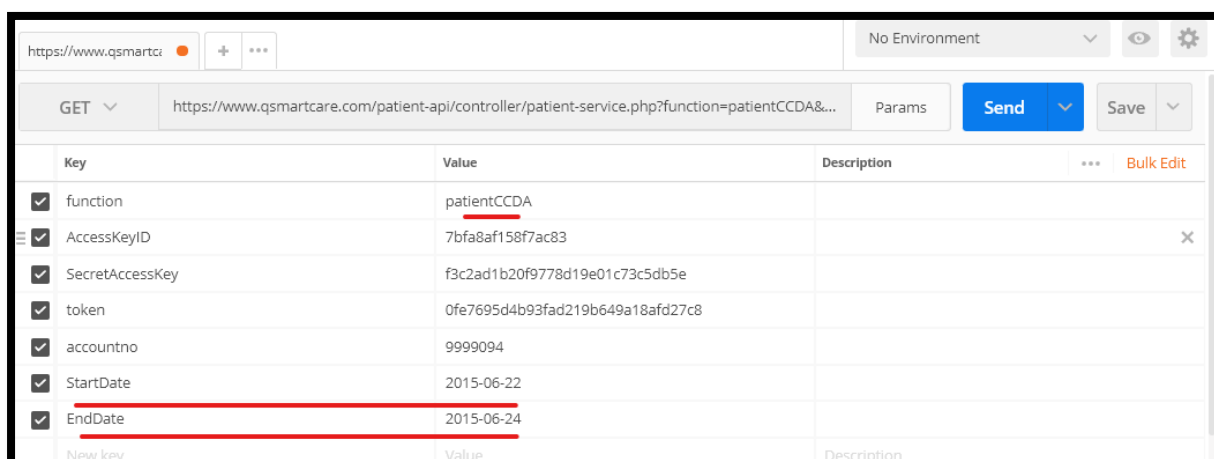 https://www.qsmartca + ••• No Environment
GET https://www.qsmartcare.com/patient-api/controller/patient-service.php?function=patientCCDA&... Params Send Save
Key Value Description ••• Bulk Edit
function patientCCDA
AccessKeyID 7bfa8af158f7ac83
SecretAccessKey f3c2ad1b20f9778d19e01c73c5db5e
token 0fe7695d4b93fad219b649a18afd27c8
accountno 9999094
StartDate 2015-06-22
EndDate 2015-06-24
New key Value Description